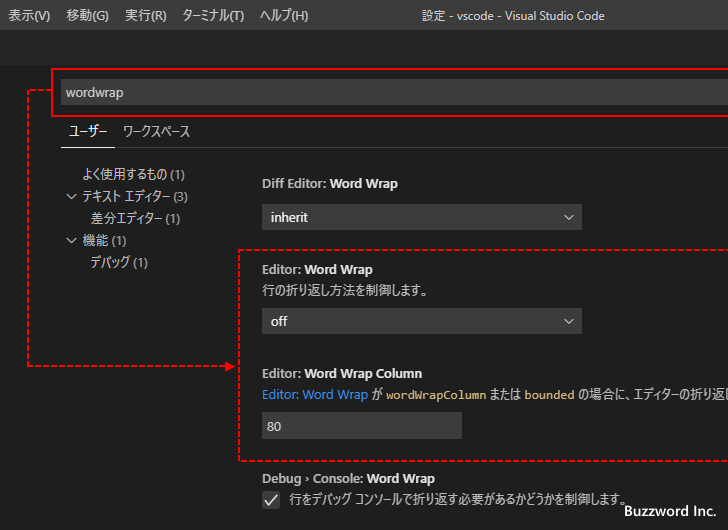 表示(V) 移動(G) 実行(R) ターミナル(T) ヘルプ(H) 設定 - vscode - Visual Studio Code
wordwrap
ユーザー ワークスペース
よく使用するもの (1)
テキスト エディター (3)
差分エディター (1)
機能 (1)
デバッグ (1)
Diff Editor: Word Wrap
inherit
Editor: Word Wrap
行の折り返し方法を制御します。
off
Editor: Word Wrap Column
Editor: Word Wrap が wordWrapColumn または bounded の場合に、エディターの折り返し
80
Debug › Console: Word Wrap
行をデバッグ コンソールで折り返す必要があるかどうかを制御します。
Buzzword Inc.